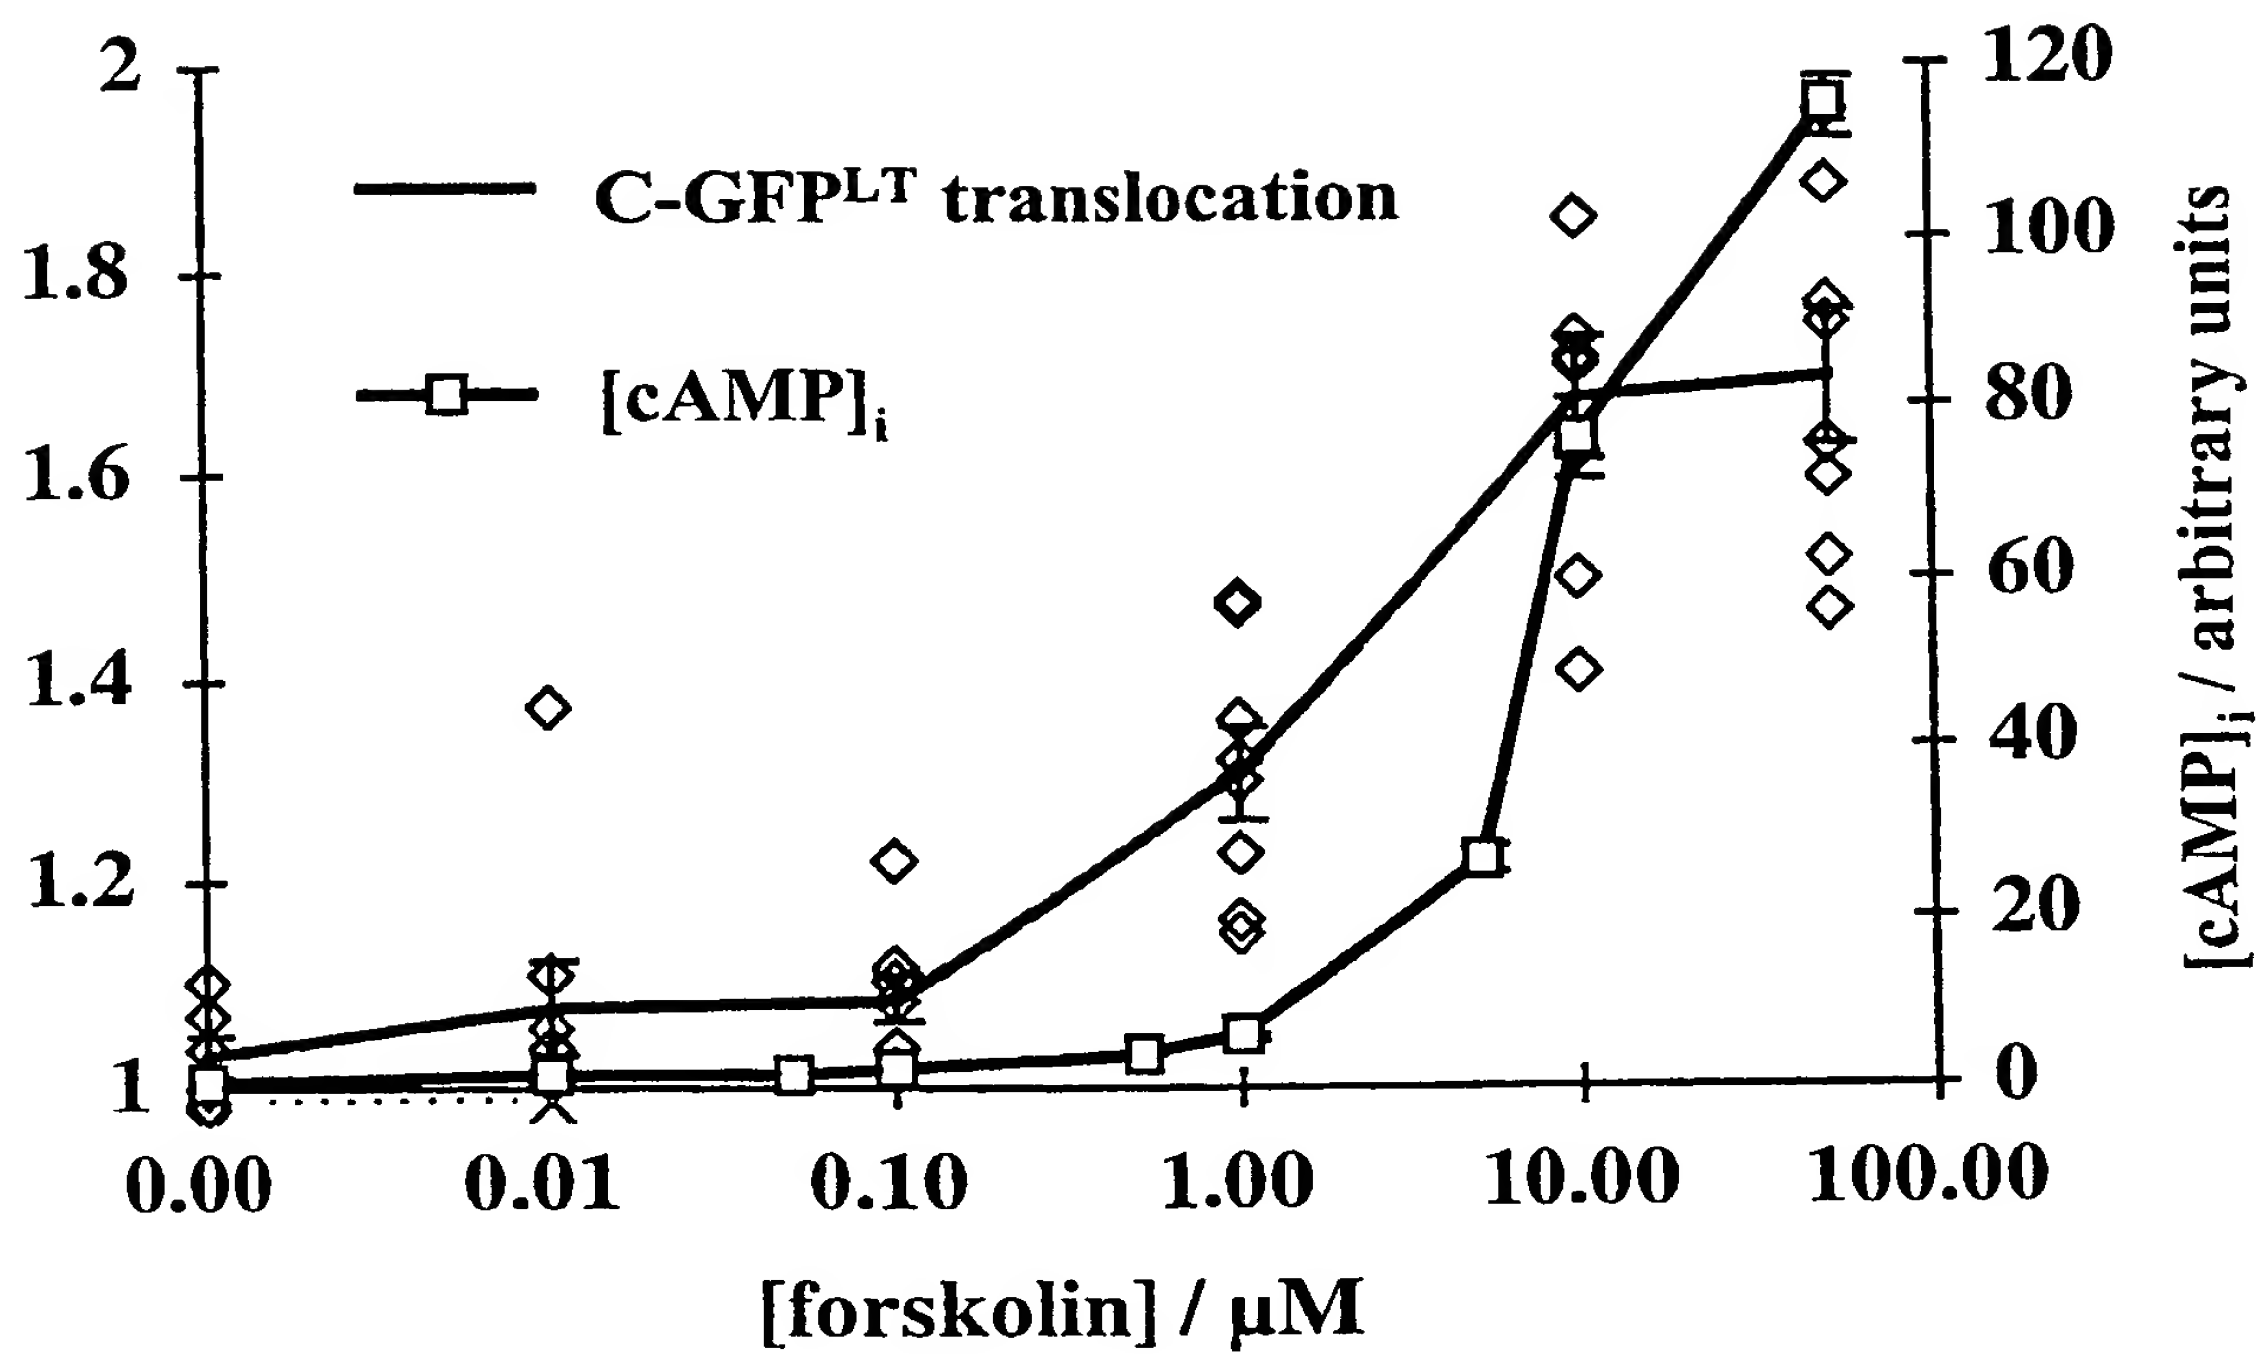 2
1.8
1.6
1.4
1.2
1
C-GFPLT translocation
[cAMP]i
120
100
80
60
40
20
0
[cAMP]i / arbitrary units
0.00 0.01 0.10 1.00 10.00 100.00
[forskolin] / µM